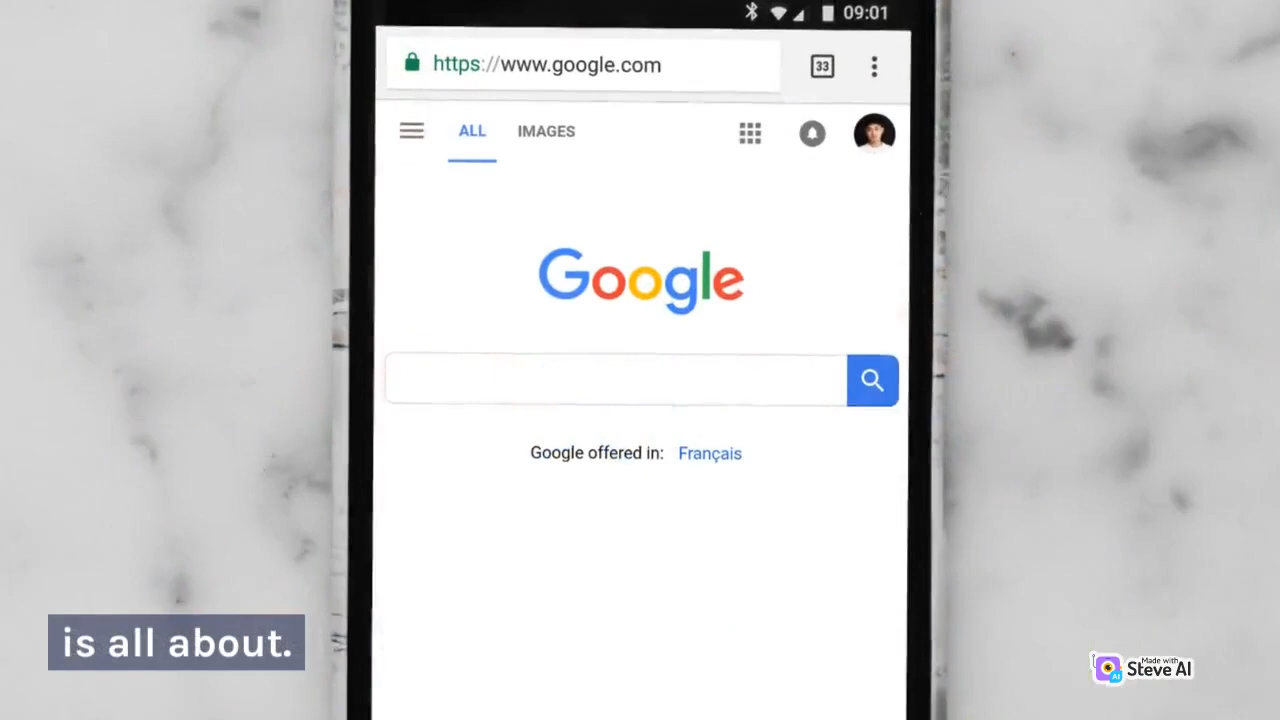 09:01
https://www.google.com
33
ALL IMAGES
Google
Google offered in: Français
is all about.
Made with
Steve AI
AI